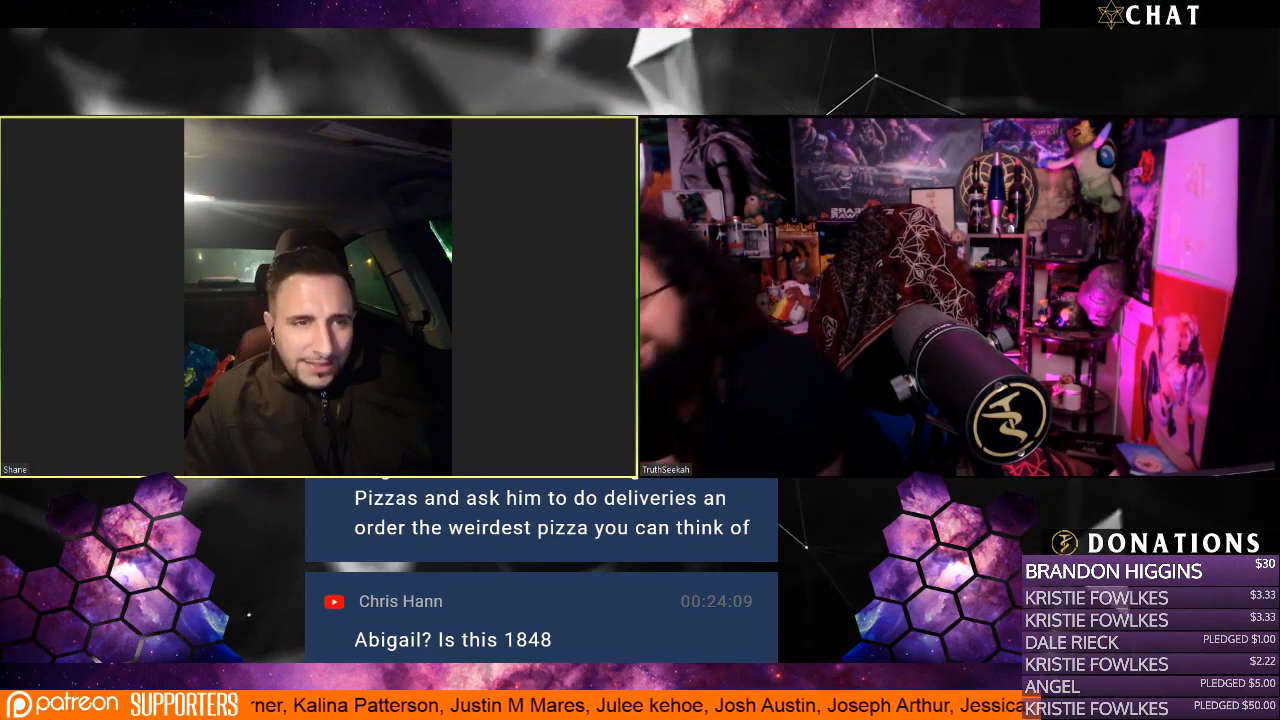 CHAT
Shane
TruthSeekah
Pizzas and ask him to do deliveries an
order the weirdest pizza you can think of
Chris Hann 00:24:09
Abigail? Is this 1848
DONATIONS
BRANDON HIGGINS $30
KRISTIE FOWLKES $3.33
KRISTIE FOWLKES $3.33
DALE RIECK PLEDGED $1.00
KRISTIE FOWLKES $2.22
ANGEL PLEDGED $5.00
KRISTIE FOWLKES PLEDGED $50.00
patreon SUPPORTERS rner, Kalina Patterson, Justin M Mares, Julee kehoe, Josh Austin, Joseph Arthur, Jessica